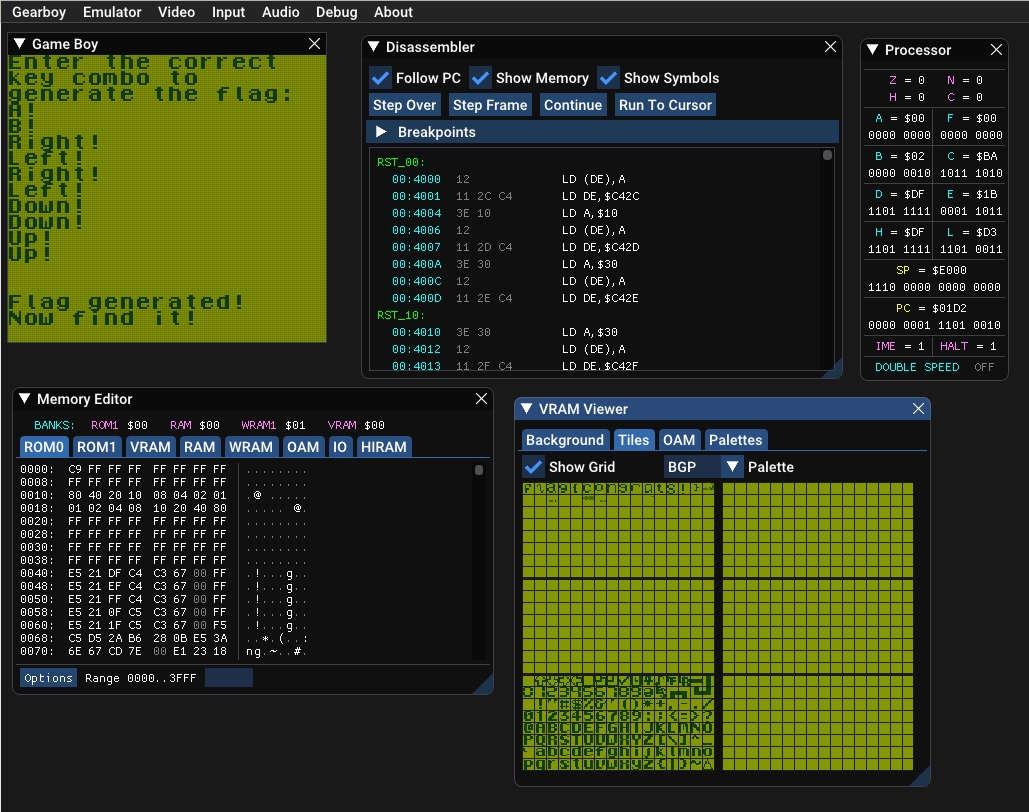 Gearboy Emulator Video Input Audio Debug About
Game Boy
Enter the correct
key combo to
generate the flag:
A!
B!
Right!
Left!
Right!
Left!
Down!
Down!
Up!
Up!
Flag generated!
Now find it!
Disassembler
Follow PC Show Memory Show Symbols
Step Over Step Frame Continue Run To Cursor
Breakpoints
RST_00:
00:4000 12 LD (DE),A
00:4001 11 2C C4 LD DE,$C42C
00:4004 3E 10 LD A,$10
00:4006 12 LD (DE),A
00:4007 11 2D C4 LD DE,$C42D
00:400A 3E 30 LD A,$30
00:400C 12 LD (DE),A
00:400D 11 2E C4 LD DE,$C42E
RST_10:
00:4010 3E 30 LD A,$30
00:4012 12 LD (DE),A
00:4013 11 2F C4 LD DE,$C42F
Processor
Z = 0 N = 0
H = 0 C = 0
A = $00 F = $00
0000 0000 0000 0000
B = $02 C = $BA
0000 0010 1011 1010
D = $DF E = $1B
1101 1111 0001 1011
H = $DF L = $D3
1101 1111 1101 0011
SP = $E000
1110 0000 0000 0000
PC = $01D2
0000 0001 1101 0010
IME = 1 HALT = 1
DOUBLE SPEED OFF
Memory Editor
BANKS: ROM1 $00 RAM $00 WRAM1 $01 VRAM $00
ROM0 ROM1 VRAM RAM WRAM OAM IO HIRAM
0000: C9 FF FF FF FF FF FF FF ........
0008: FF FF FF FF FF FF FF FF ........
0010: 80 40 20 10 08 04 02 01 .@ .....
0018: 01 02 04 08 10 20 40 80 ..... @.
0020: FF FF FF FF FF FF FF FF ........
0028: FF FF FF FF FF FF FF FF ........
0030: FF FF FF FF FF FF FF FF ........
0038: FF FF FF FF FF FF FF FF ........
0040: E5 21 DF C4 C3 67 00 FF .!...g..
0048: E5 21 EF C4 C3 67 00 FF .!...g..
0050: E5 21 FF C4 C3 67 00 FF .!...g..
0058: E5 21 0F C5 C3 67 00 FF .!...g..
0060: E5 21 1F C5 C3 67 00 F5 .!...g..
0068: C5 D5 2A B6 28 0B E5 3A ..*.(..:
0070: 6E 67 CD 7E 00 E1 23 18 ng.~..#.
Options Range 0000..3FFF
VRAM Viewer
Background Tiles OAM Palettes
Show Grid BGP Palette
0123456789:;<=>?
@ABCDEFGHIJKLMNO
PQRSTUVWXYZ[\]^_
`abcdefghijklmno
pqrstuvwxyz{|}~